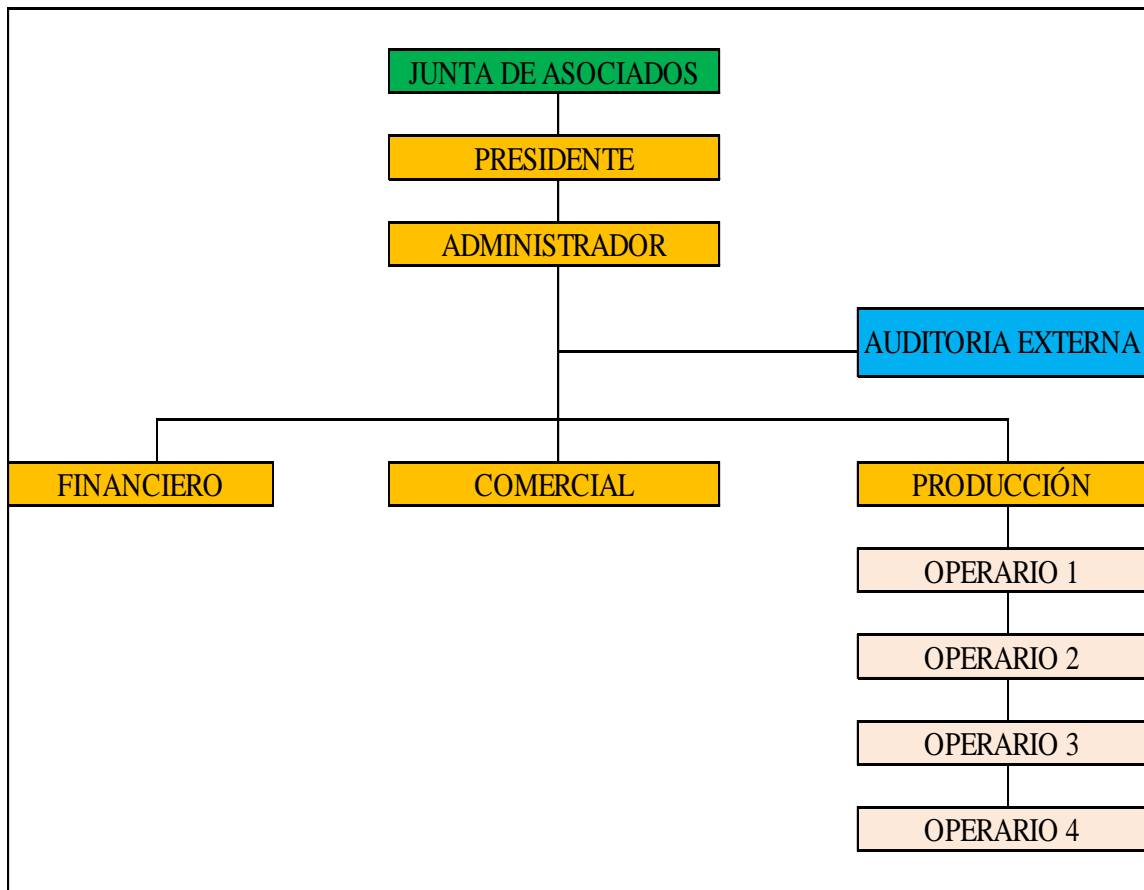 JUNTA DE ASOCIADOS
PRESIDENTE
ADMINISTRADOR
AUDITORIA EXTERNA
FINANCIERO
COMERCIAL
PRODUCCIÓN
OPERARIO 1
OPERARIO 2
OPERARIO 3
OPERARIO 4